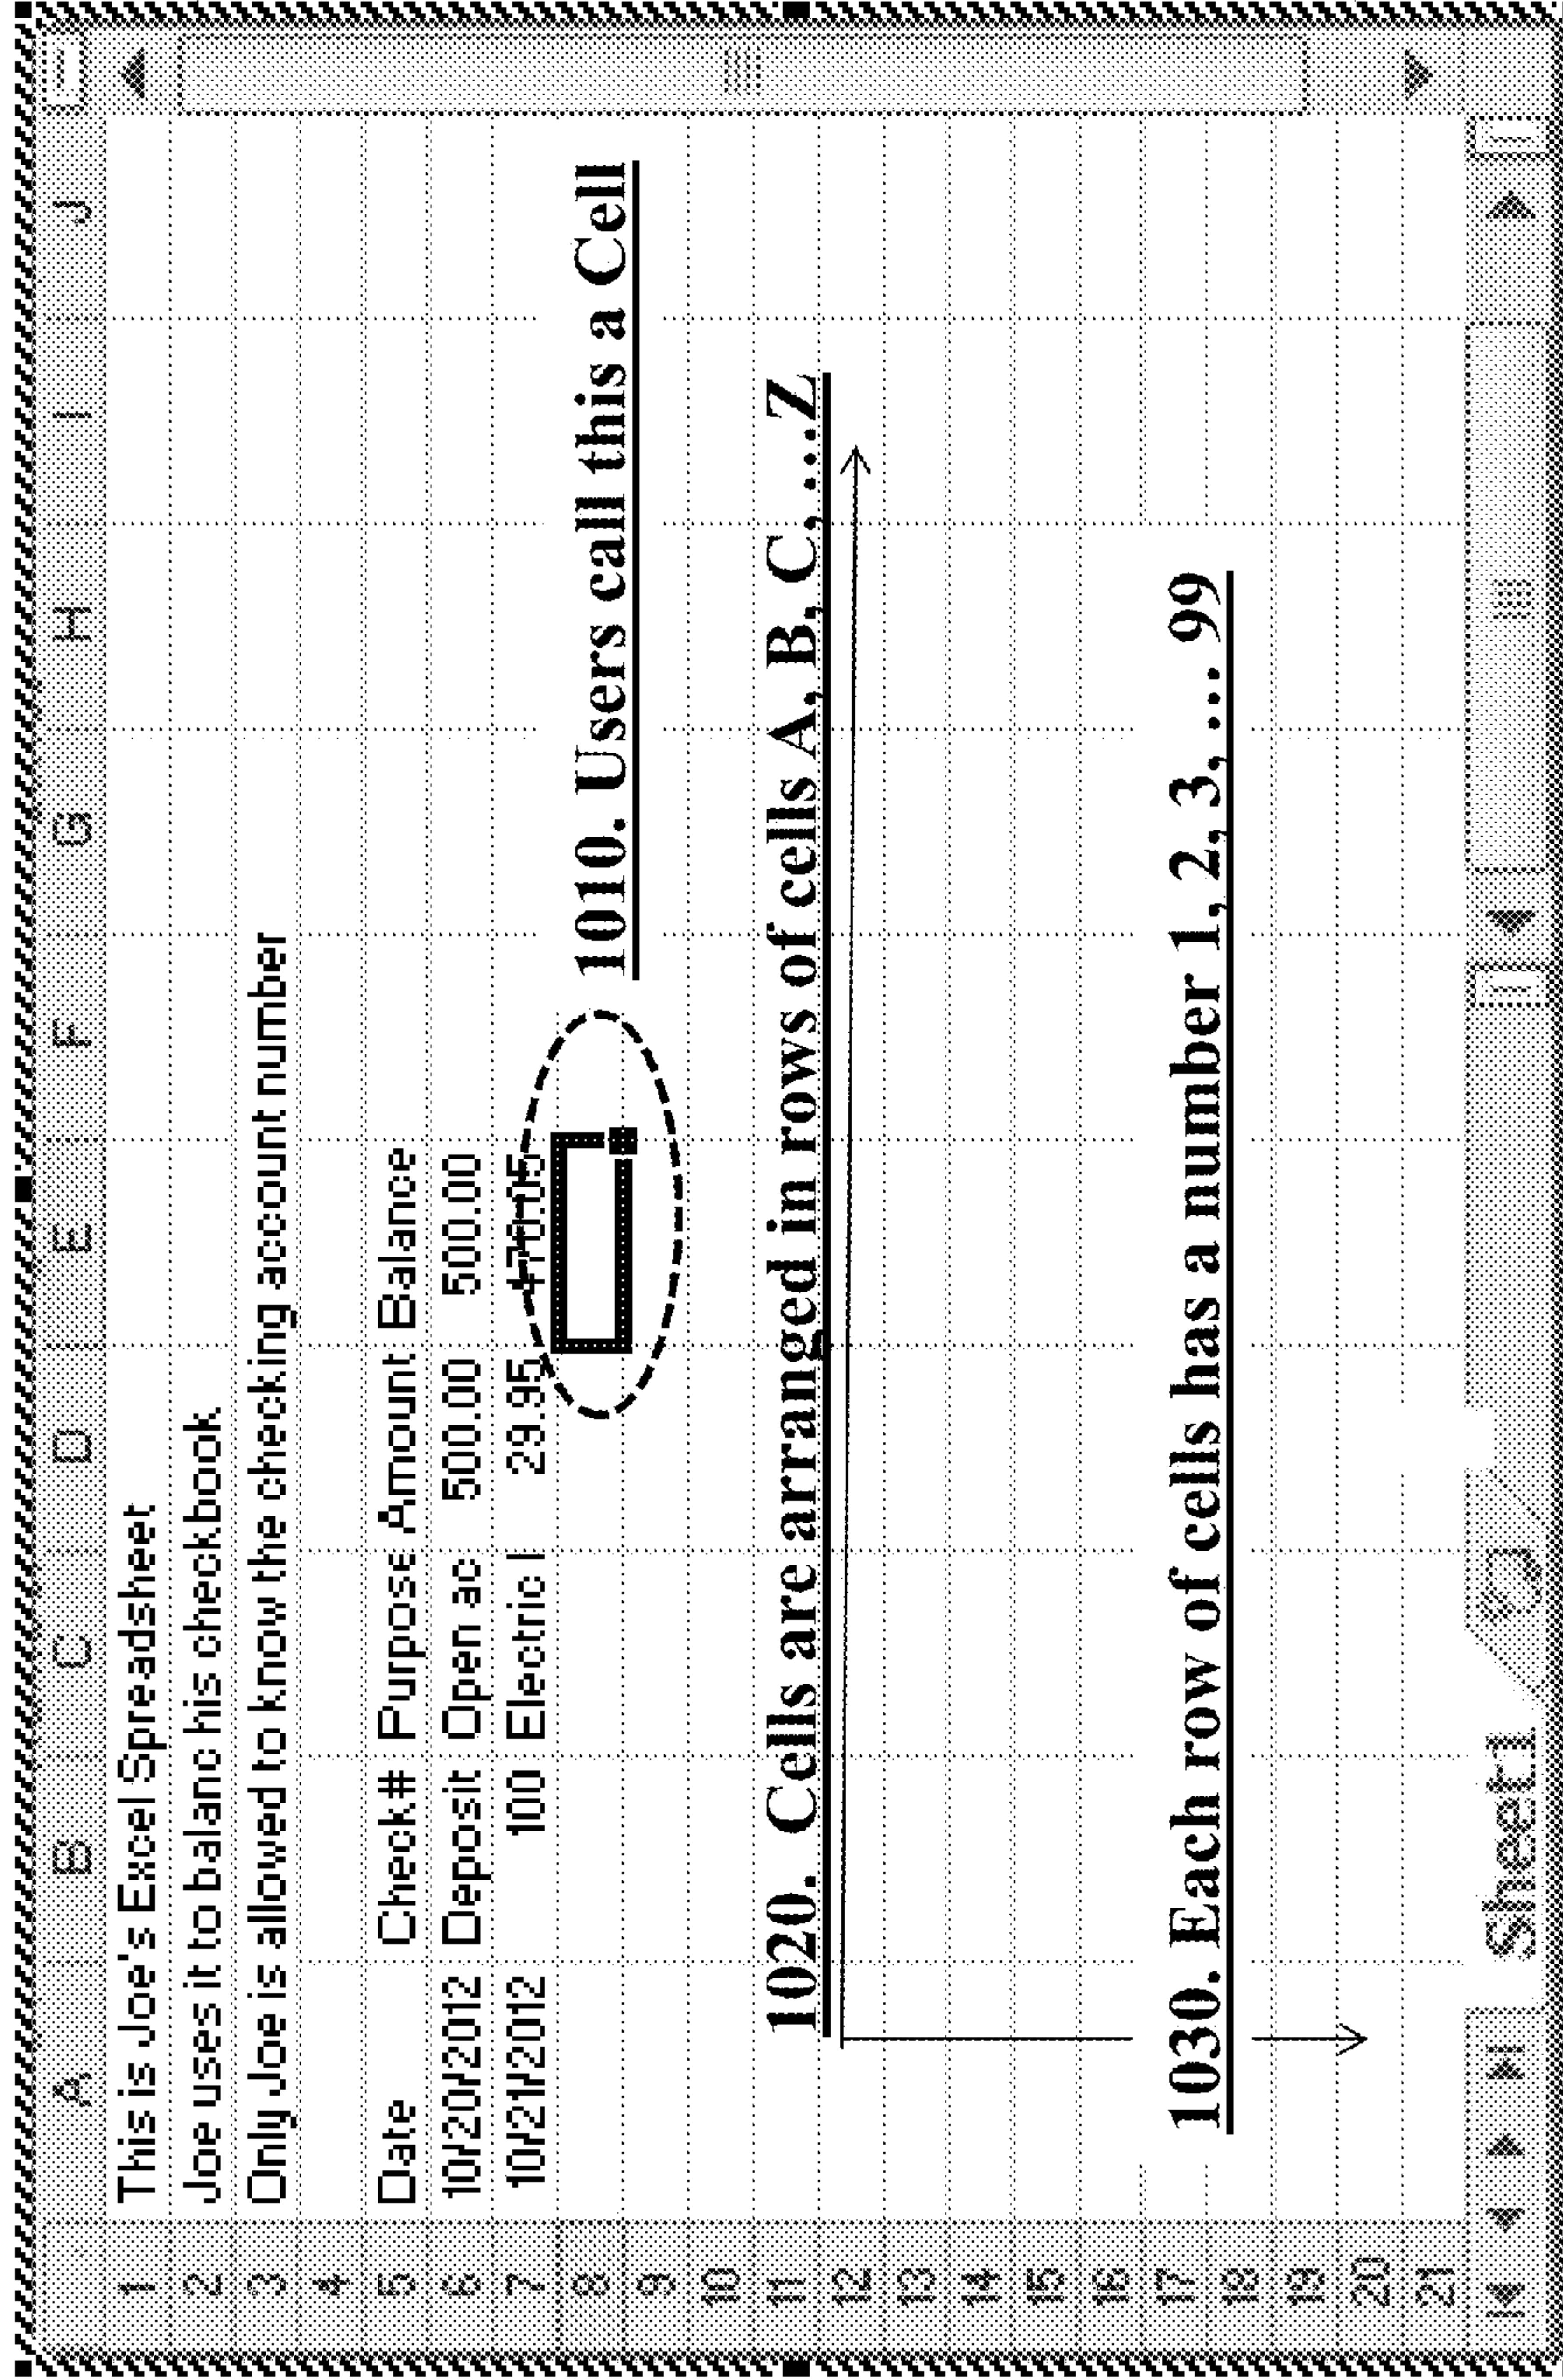 A B C D E F G H I J
1 This is Joe's Excel Spreadsheet
2 Joe uses it to balanc his checkbook
3 Only Joe is allowed to know the checking account number
4
5 Date Check# Purpose Amount Balance
6 10/20/2012 Deposit Open ac 500.00 500.00
7 10/21/2012 100 Electric 29.95 470.05
8
1010. Users call this a Cell
9
10
11
1020. Cells are arranged in rows of cells A, B, C, ...Z
12
13
14
15
16
17
1030. Each row of cells has a number 1, 2, 3, ... 99
18
19
20
21
Sheet1